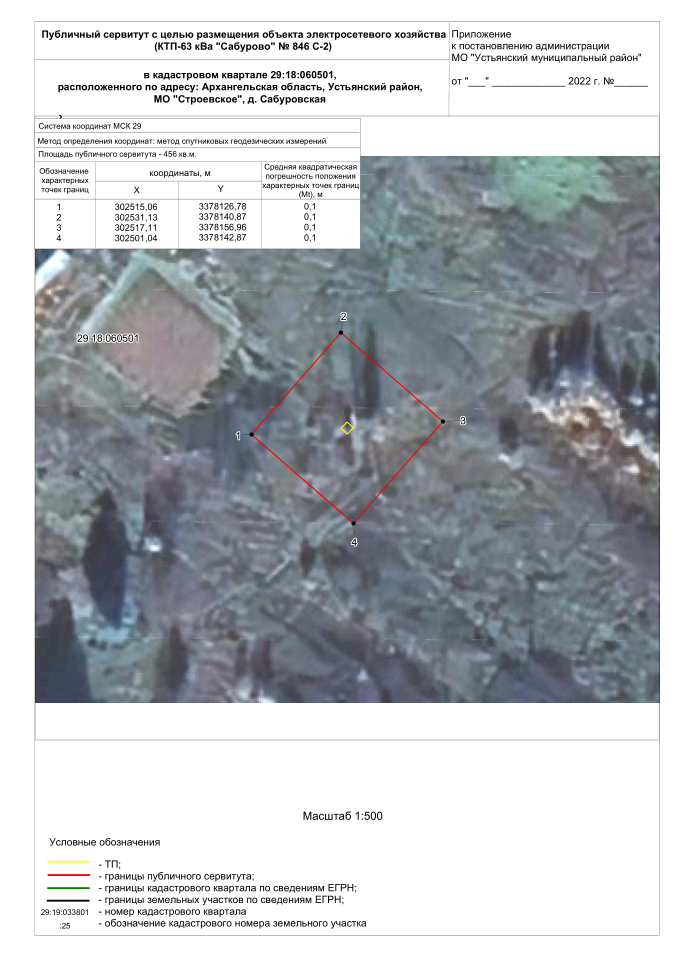 Публичный сервитут с целью размещения объекта электросетевого хозяйства
(КТП-63 кВа "Сабурово" № 846 С-2)
в кадастровом квартале 29:18:060501,
расположенного по адресу: Архангельская область, Устьянский район,
МО "Строевское", д. Сабуровская
Приложение
к постановлению администрации
МО "Устьянский муниципальный район"
от "___" _____________ 2022 г. №______
Система координат МСК 29
Метод определения координат: метод спутниковых геодезических измерений
Площадь публичного сервитута - 456 кв.м.
Обозначение
характерных
точек границ
координаты, м
X
Y
Средняя квадратическая
погрешность положения
характерных точек границ
(Mt), м
1 302515,06 3378126,78 0,1
2 302531,13 3378140,87 0,1
3 302517,11 3378156,96 0,1
4 302501,04 3378142,87 0,1
29:18:060501
2
1
3
4
Масштаб 1:500
Условные обозначения
- ТП;
- границы публичного сервитута;
- границы кадастрового квартала по сведениям ЕГРН;
- границы земельных участков по сведениям ЕГРН;
29:19:033801 - номер кадастрового квартала
:25 - обозначение кадастрового номера земельного участка